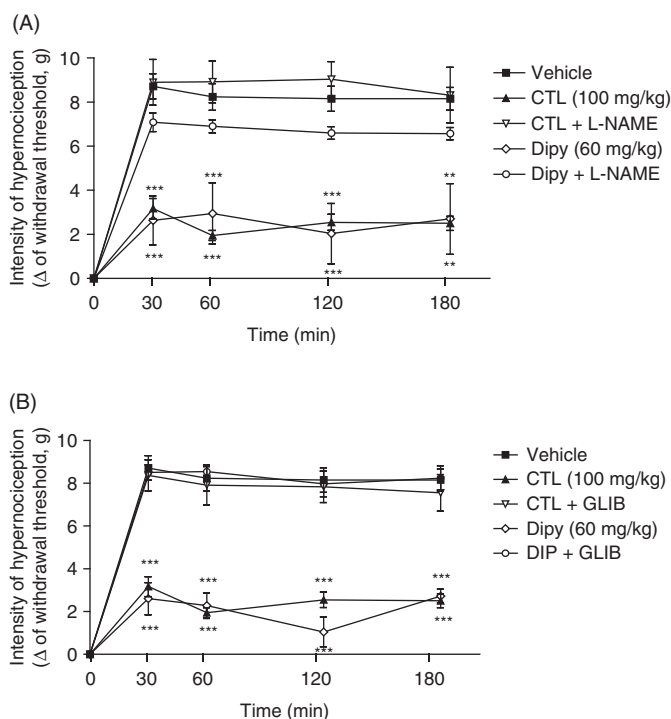 (A)
10
8
6
4
2
0
Intensity of hypernociception
(Δ of withdrawal threshold, g)
***
***
***
**
***
***
***
**
0
30
60
120
180
Time (min)
Vehicle
CTL (100 mg/kg)
CTL + L-NAME
Dipy (60 mg/kg)
Dipy + L-NAME
(B)
10
8
6
4
2
0
Intensity of hypernociception
(Δ of withdrawal threshold, g)
***
***
***
***
***
***
***
***
0
30
60
120
180
Time (min)
Vehicle
CTL (100 mg/kg)
CTL + GLIB
Dipy (60 mg/kg)
DIP + GLIB